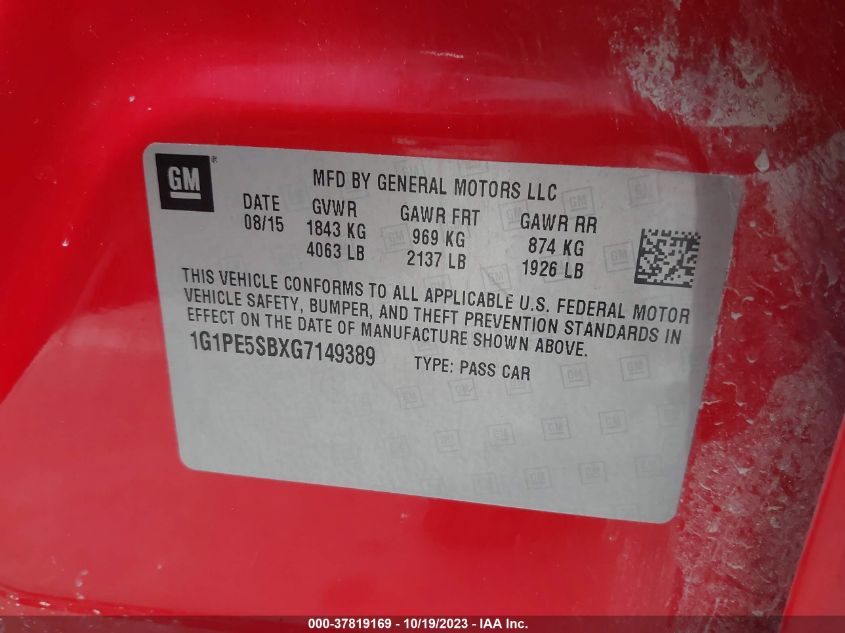 GM®
MFD BY GENERAL MOTORS LLC
DATE GVWR GAWR FRT GAWR RR
08/15 1843 KG 969 KG 874 KG
4063 LB 2137 LB 1926 LB
THIS VEHICLE CONFORMS TO ALL APPLICABLE U.S. FEDERAL MOTOR
VEHICLE SAFETY, BUMPER, AND THEFT PREVENTION STANDARDS IN
EFFECT ON THE DATE OF MANUFACTURE SHOWN ABOVE.
1G1PE5SBXG7149389 TYPE: PASS CAR
000-37819169 - 10/19/2023 - IAA Inc.